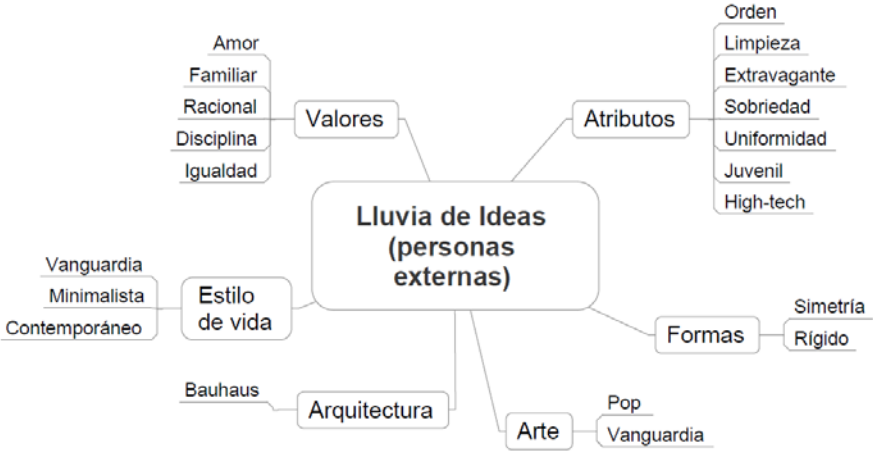 Lluvia de Ideas
(personas
externas)
Valores
Amor
Familiar
Racional
Disciplina
Igualdad
Atributos
Orden
Limpieza
Extravagante
Sobriedad
Uniformidad
Juvenil
High-tech
Estilo
de vida
Vanguardia
Minimalista
Contemporáneo
Formas
Simetría
Rígido
Arquitectura
Bauhaus
Arte
Pop
Vanguardia